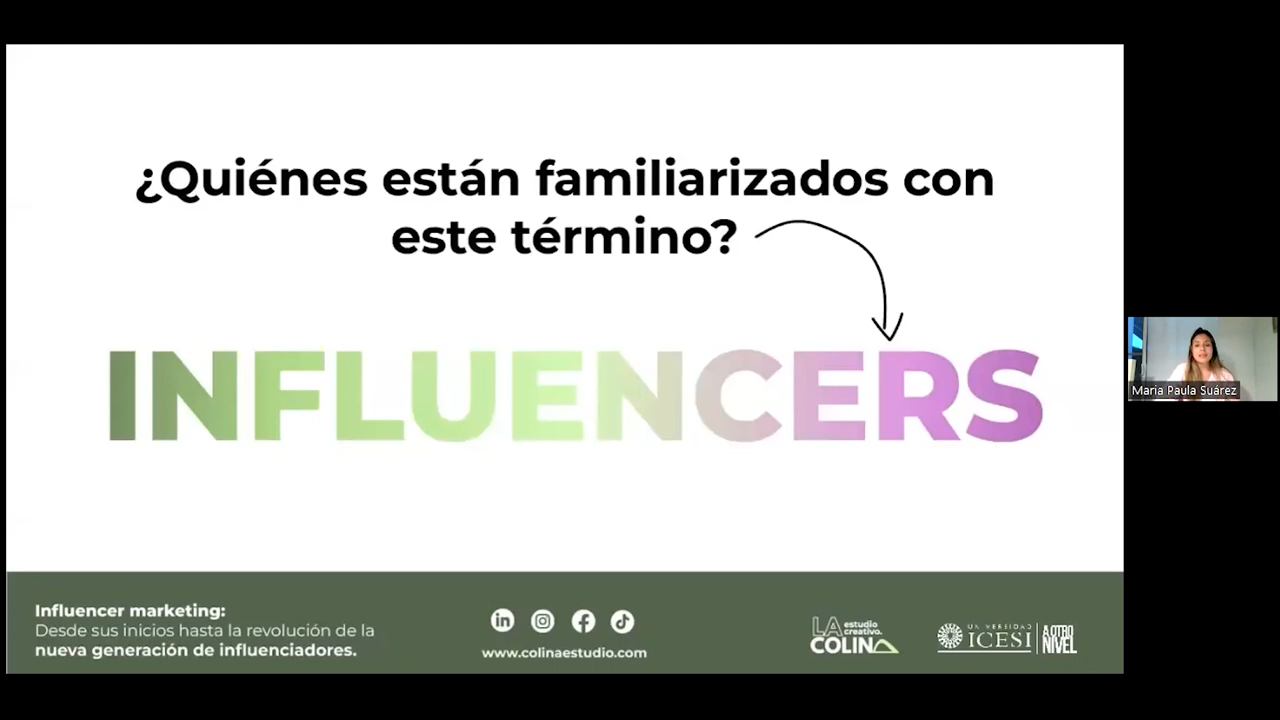 ¿Quiénes están familiarizados con
este término?
INFLUENCERS
Maria Paula Suárez
Influencer marketing:
Desde sus inicios hasta la revolución de la
nueva generación de influenciadores.
www.colinaestudio.com
LA estudio
creativo.
COLINA
UNIVERSIDAD
ICESI
A OTRO
NIVEL